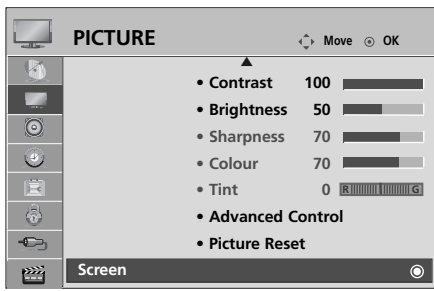 PICTURE
Move OK
• Contrast 100
• Brightness 50
• Sharpness 70
• Colour 70
• Tint 0 R G
• Advanced Control
• Picture Reset
Screen